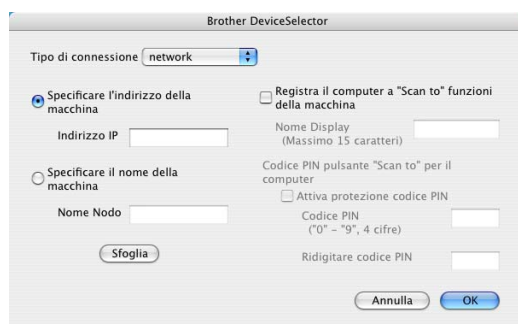 Brother DeviceSelector
Tipo di connessione network
Specificare l'indirizzo della
macchina
Indirizzo IP
Specificare il nome della
macchina
Nome Nodo
Sfoglia
Registra il computer a "Scan to" funzioni
della macchina
Nome Display
(Massimo 15 caratteri)
Codice PIN pulsante "Scan to" per il
computer
Attiva protezione codice PIN
Codice PIN
("0" - "9", 4 cifre)
Ridigitare codice PIN
Annulla OK